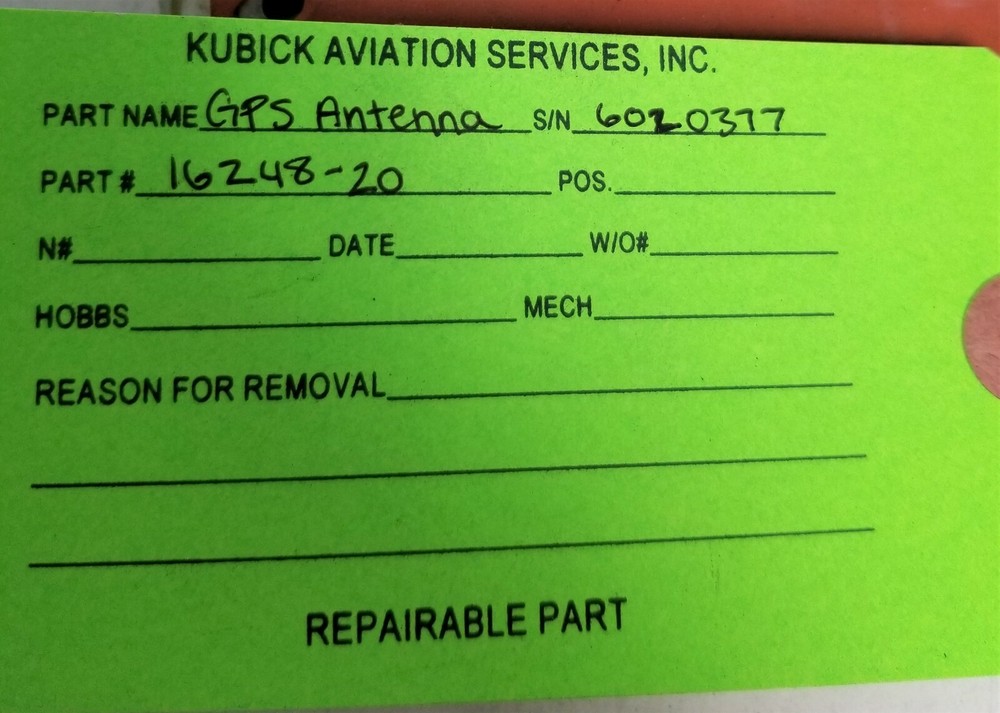 KUBICK AVIATION SERVICES, INC.
PART NAME GPS Antenna S/N 6020377
PART # 16248-20 POS.
N# DATE W/O#
HOBBS MECH
REASON FOR REMOVAL
REPAIRABLE PART